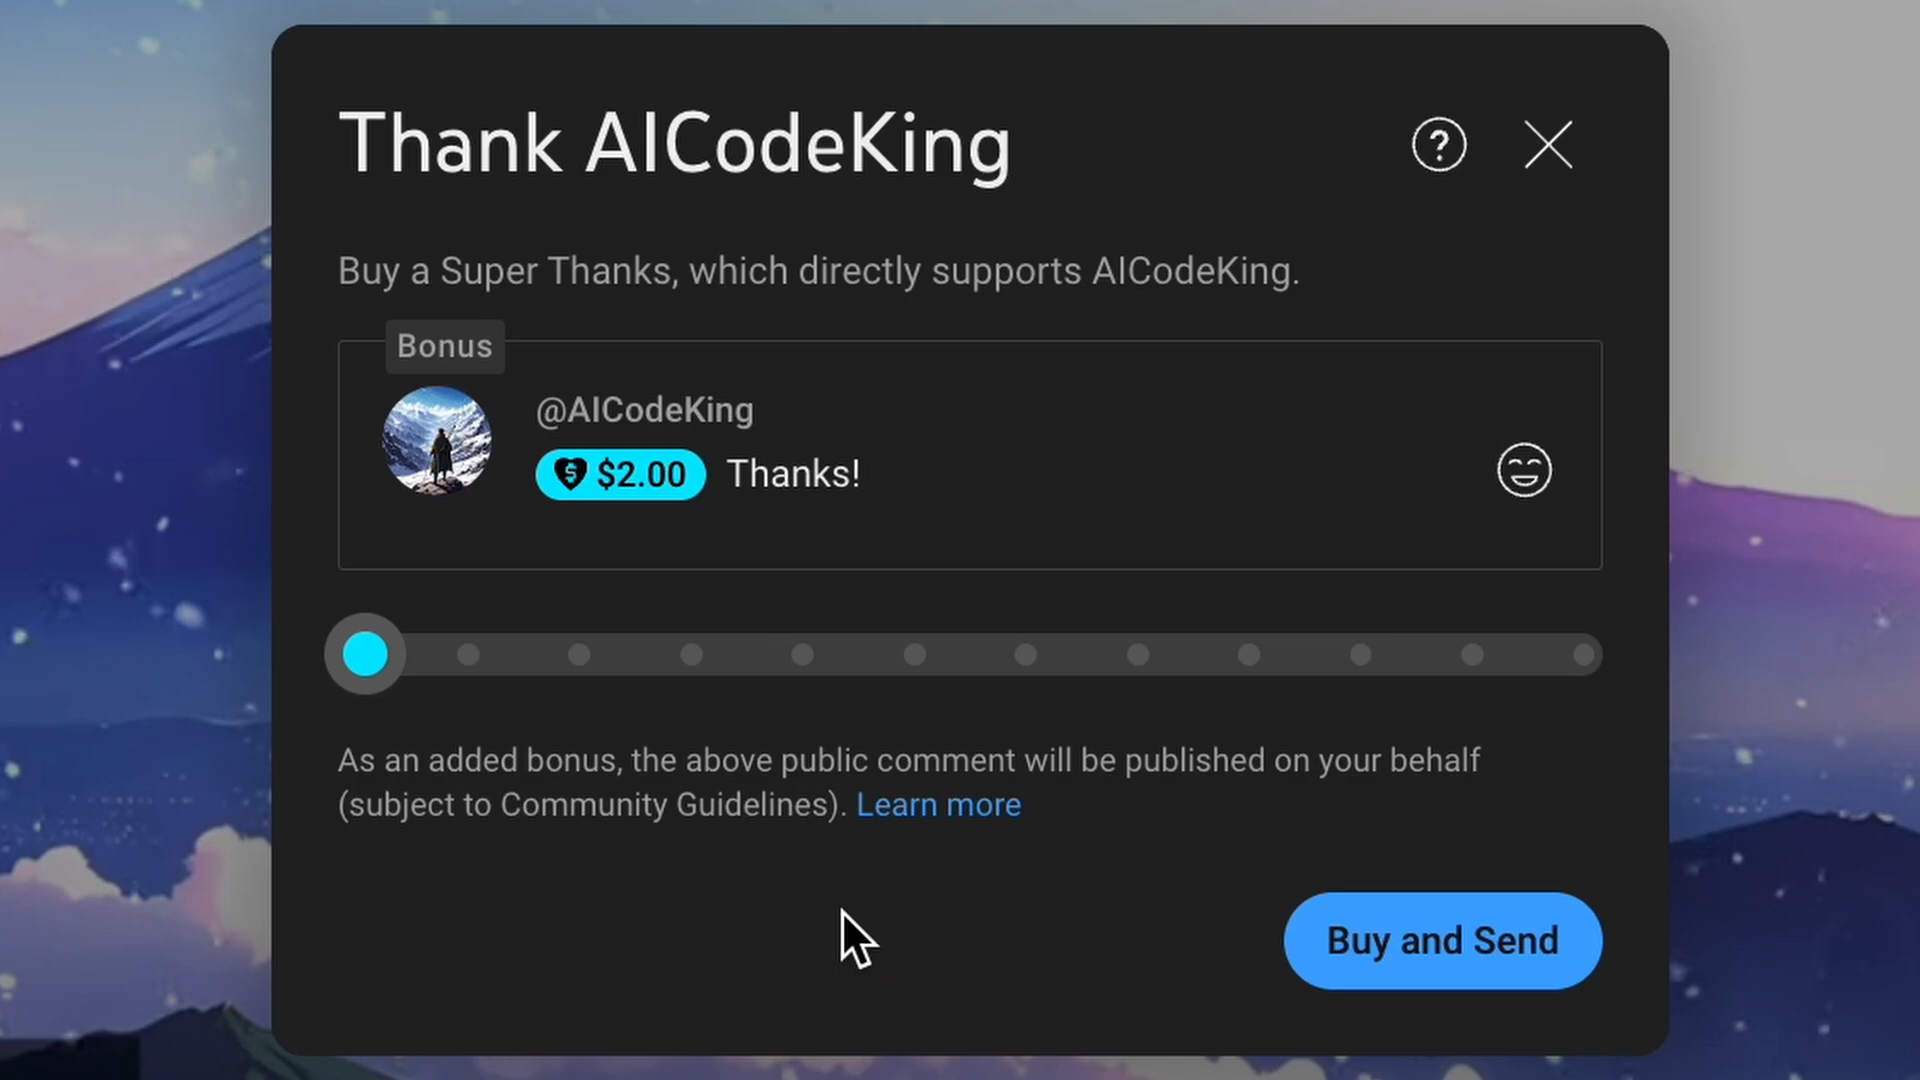 Thank AICodeKing
Buy a Super Thanks, which directly supports AICodeKing.
Bonus
@AICodeKing
$2.00 Thanks!
As an added bonus, the above public comment will be published on your behalf
(subject to Community Guidelines). Learn more
Buy and Send